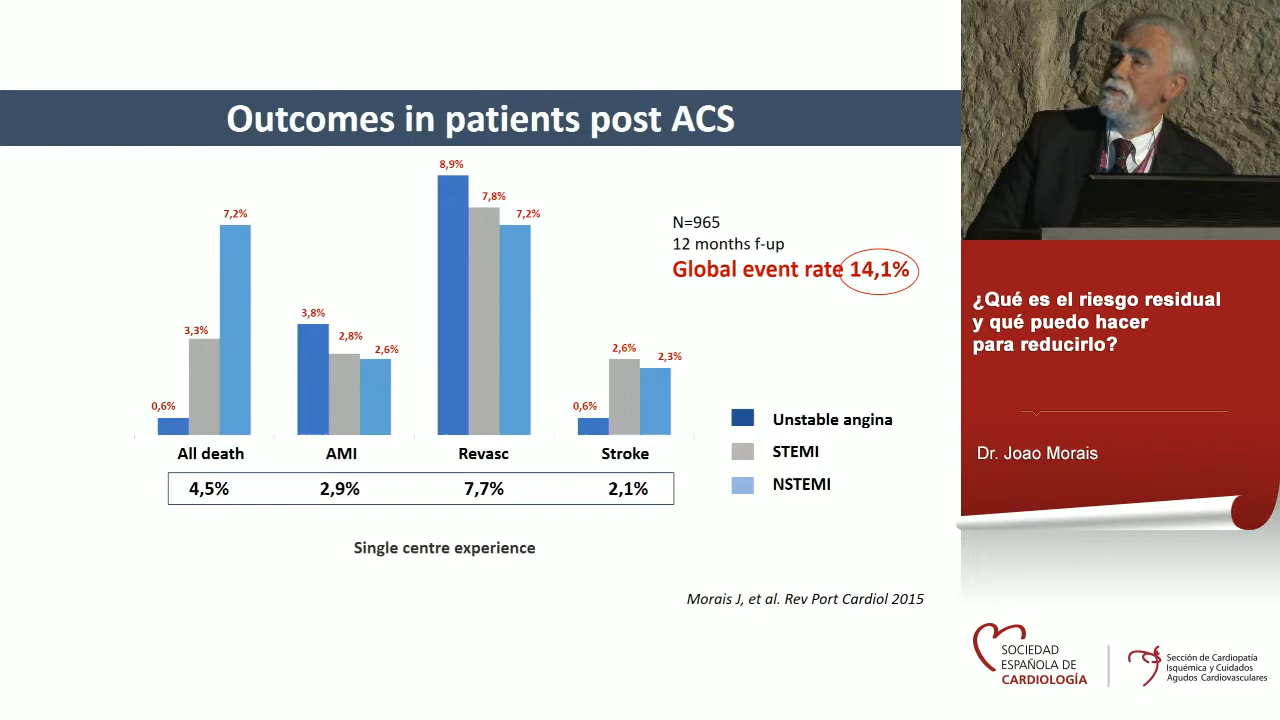 Outcomes in patients post ACS
0,6%
3,3%
7,2%
3,8%
2,8%
2,6%
8,9%
7,8%
7,2%
0,6%
2,6%
2,3%
All death
AMI
Revasc
Stroke
4,5%
2,9%
7,7%
2,1%
N=965
12 months f-up
Global event rate 14,1%
Unstable angina
STEMI
NSTEMI
Single centre experience
Morais J, et al. Rev Port Cardiol 2015
¿Qué es el riesgo residual
y qué puedo hacer
para reducirlo?
Dr. Joao Morais
SOCIEDAD
ESPAÑOLA DE
CARDIOLOGÍA
Sección de Cardiopatía
Isquémica y Cuidados
Agudos Cardiovasculares